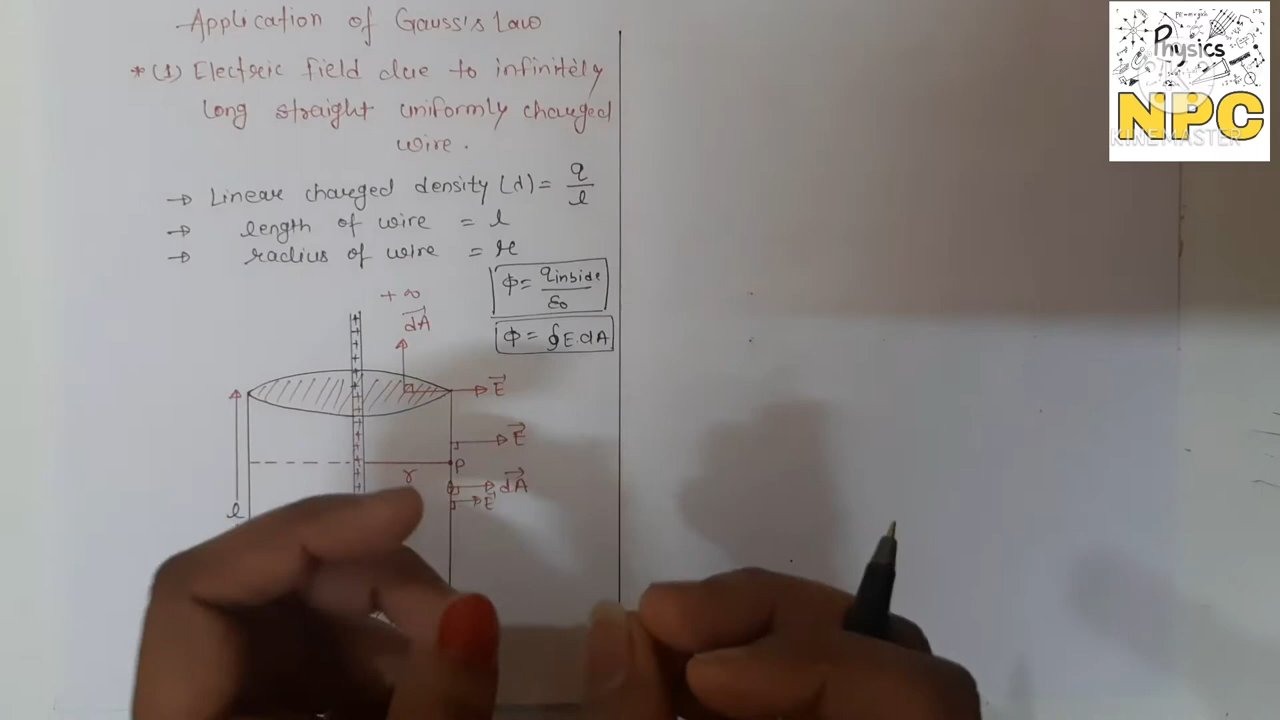 Application of Gauss's Law
* (1) Electric field due to infinitely
long straight uniformly charged
wire.
→ Linear charged density (d) = q/l
→ length of wire = l
→ radius of wire = r
Φ = qinside/ε₀
Φ = ∮E.dA
+∞
dA
E
E
r
P
dA
E
l
Physics
NPC
KINEMASTER